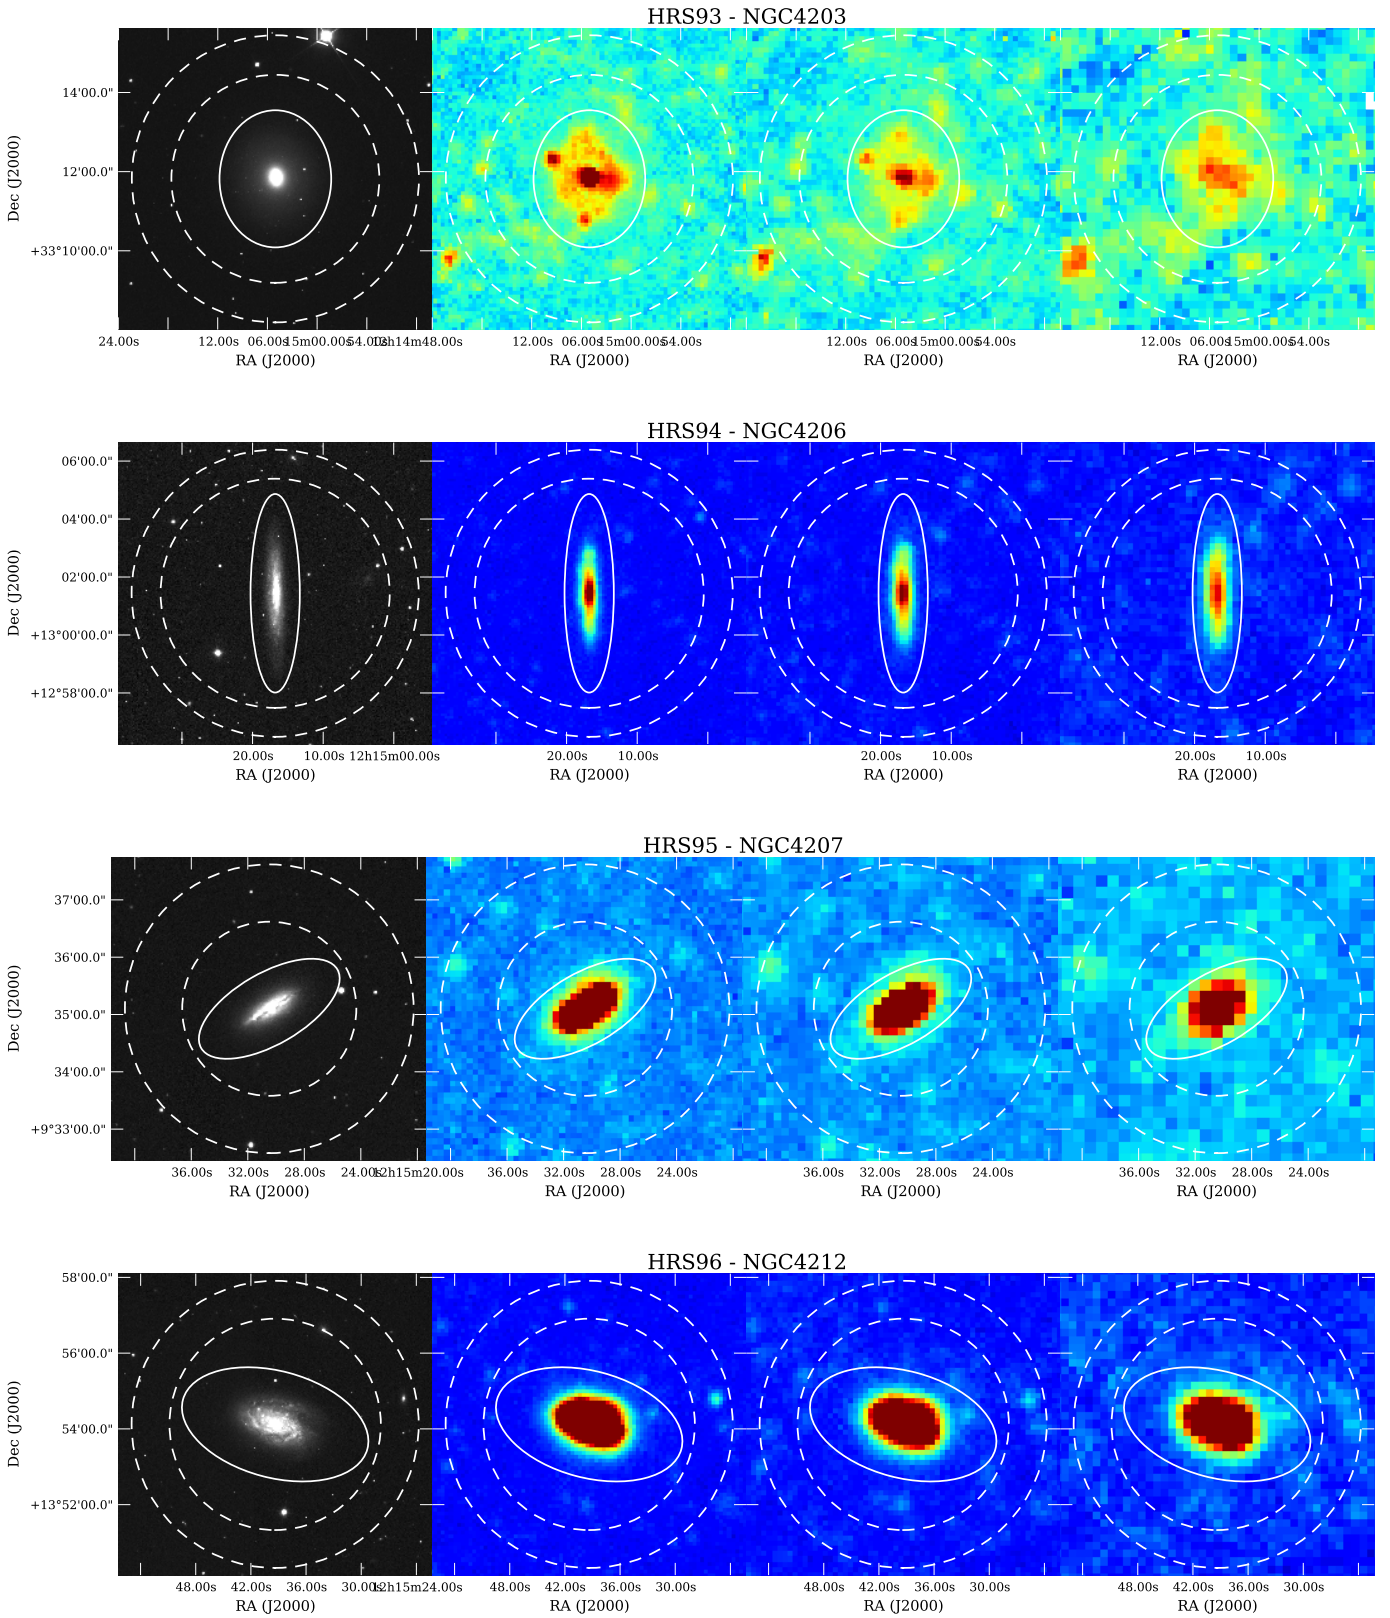 HRS93 - NGC4203
Dec (J2000)
14'00.0"
12'00.0"
+33°10'00.0"
24.00s 12.00s 06.00s 15m00.00s 54.00s 12h14m48.00s 12.00s 06.00s 15m00.00s 54.00s 12.00s 06.00s 15m00.00s 54.00s 12.00s 06.00s 15m00.00s 54.00s
RA (J2000) RA (J2000) RA (J2000) RA (J2000)
HRS94 - NGC4206
Dec (J2000)
06'00.0"
04'00.0"
02'00.0"
+13°00'00.0"
+12°58'00.0"
20.00s 10.00s 12h15m00.00s 20.00s 10.00s 20.00s 10.00s 20.00s 10.00s
RA (J2000) RA (J2000) RA (J2000) RA (J2000)
HRS95 - NGC4207
Dec (J2000)
37'00.0"
36'00.0"
35'00.0"
34'00.0"
+9°33'00.0"
36.00s 32.00s 28.00s 24.00s 12h15m20.00s 36.00s 32.00s 28.00s 24.00s 36.00s 32.00s 28.00s 24.00s 36.00s 32.00s 28.00s 24.00s
RA (J2000) RA (J2000) RA (J2000) RA (J2000)
HRS96 - NGC4212
Dec (J2000)
58'00.0"
56'00.0"
54'00.0"
+13°52'00.0"
48.00s 42.00s 36.00s 30.00s 12h15m24.00s 48.00s 42.00s 36.00s 30.00s 48.00s 42.00s 36.00s 30.00s 48.00s 42.00s 36.00s 30.00s
RA (J2000) RA (J2000) RA (J2000) RA (J2000)